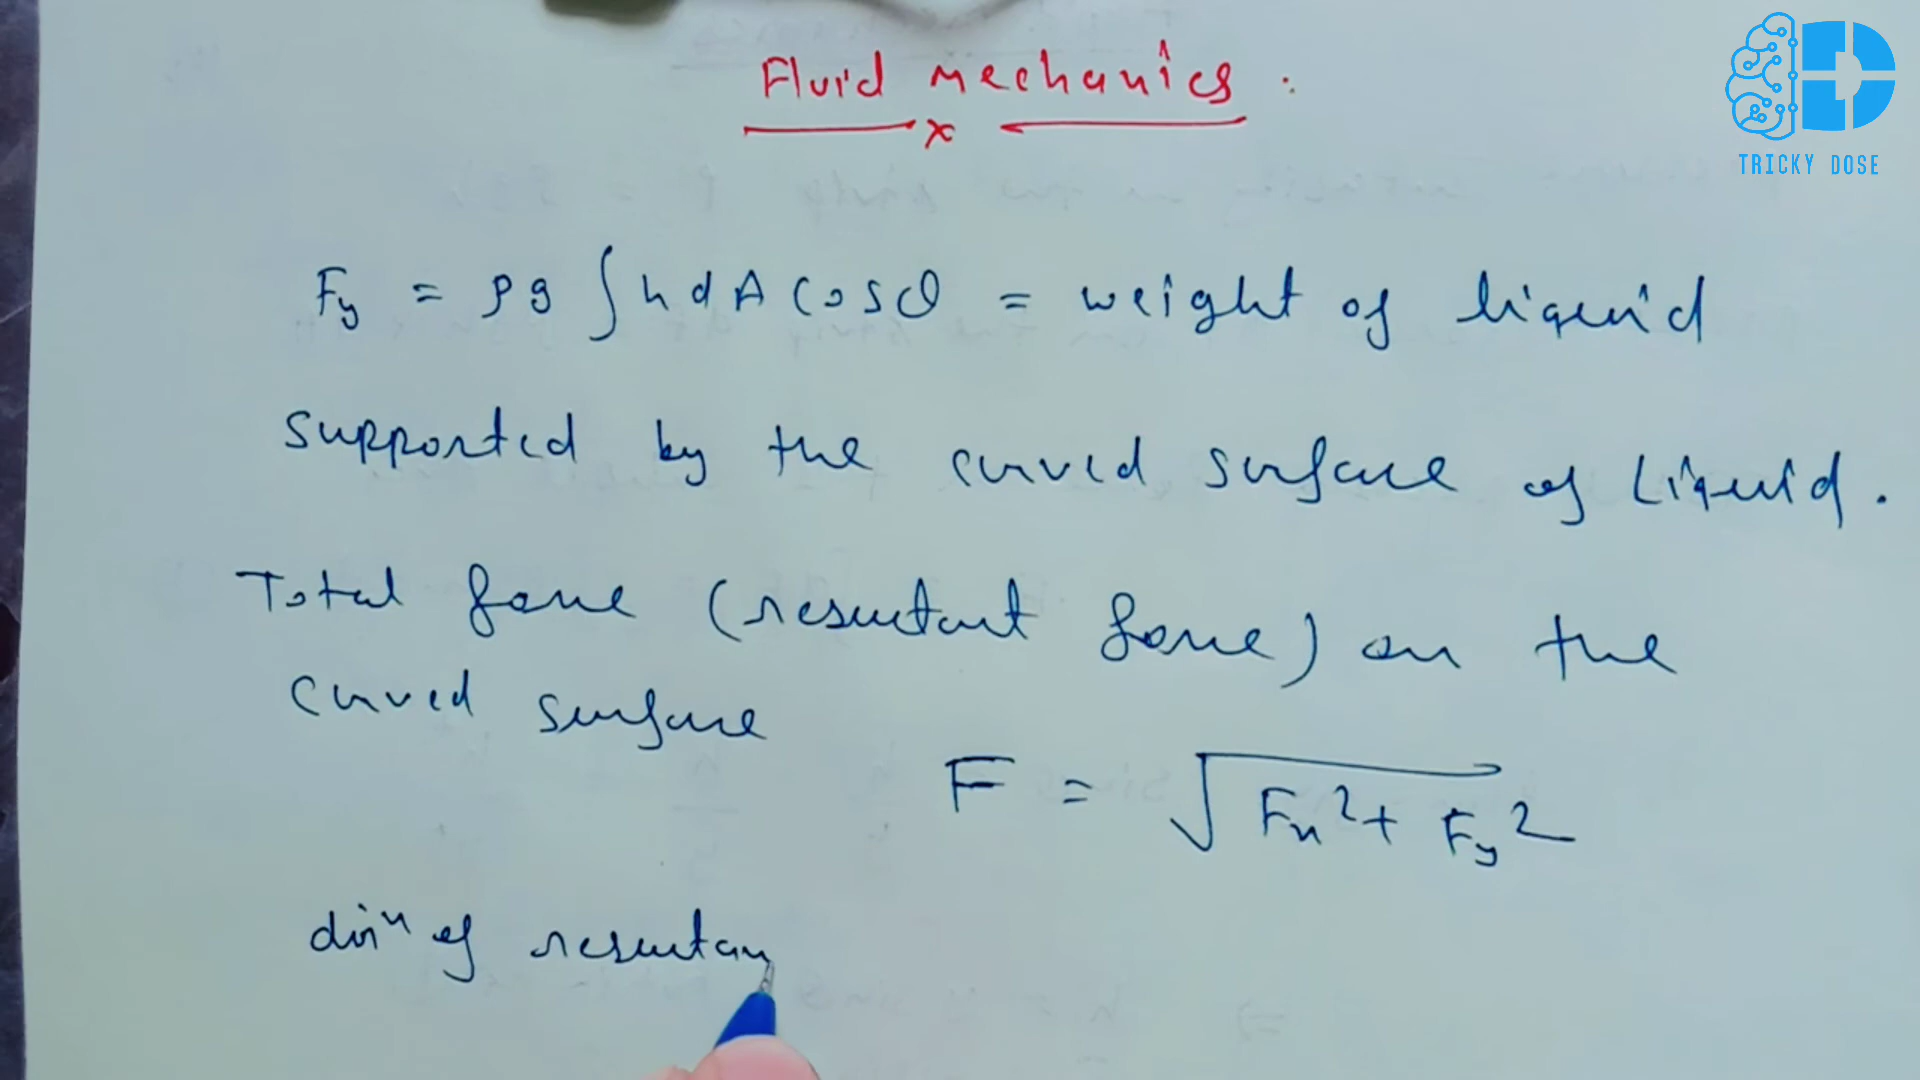 Fluid mechanics :
TRICKY DOSE
Fy = ρg ∫ h dA cosθ = weight of liquid
supported by the curved surface of Liquid.
Total force (resultant force) on the
curved surface
F = √Fx² + Fy²
dirⁿ of resultan